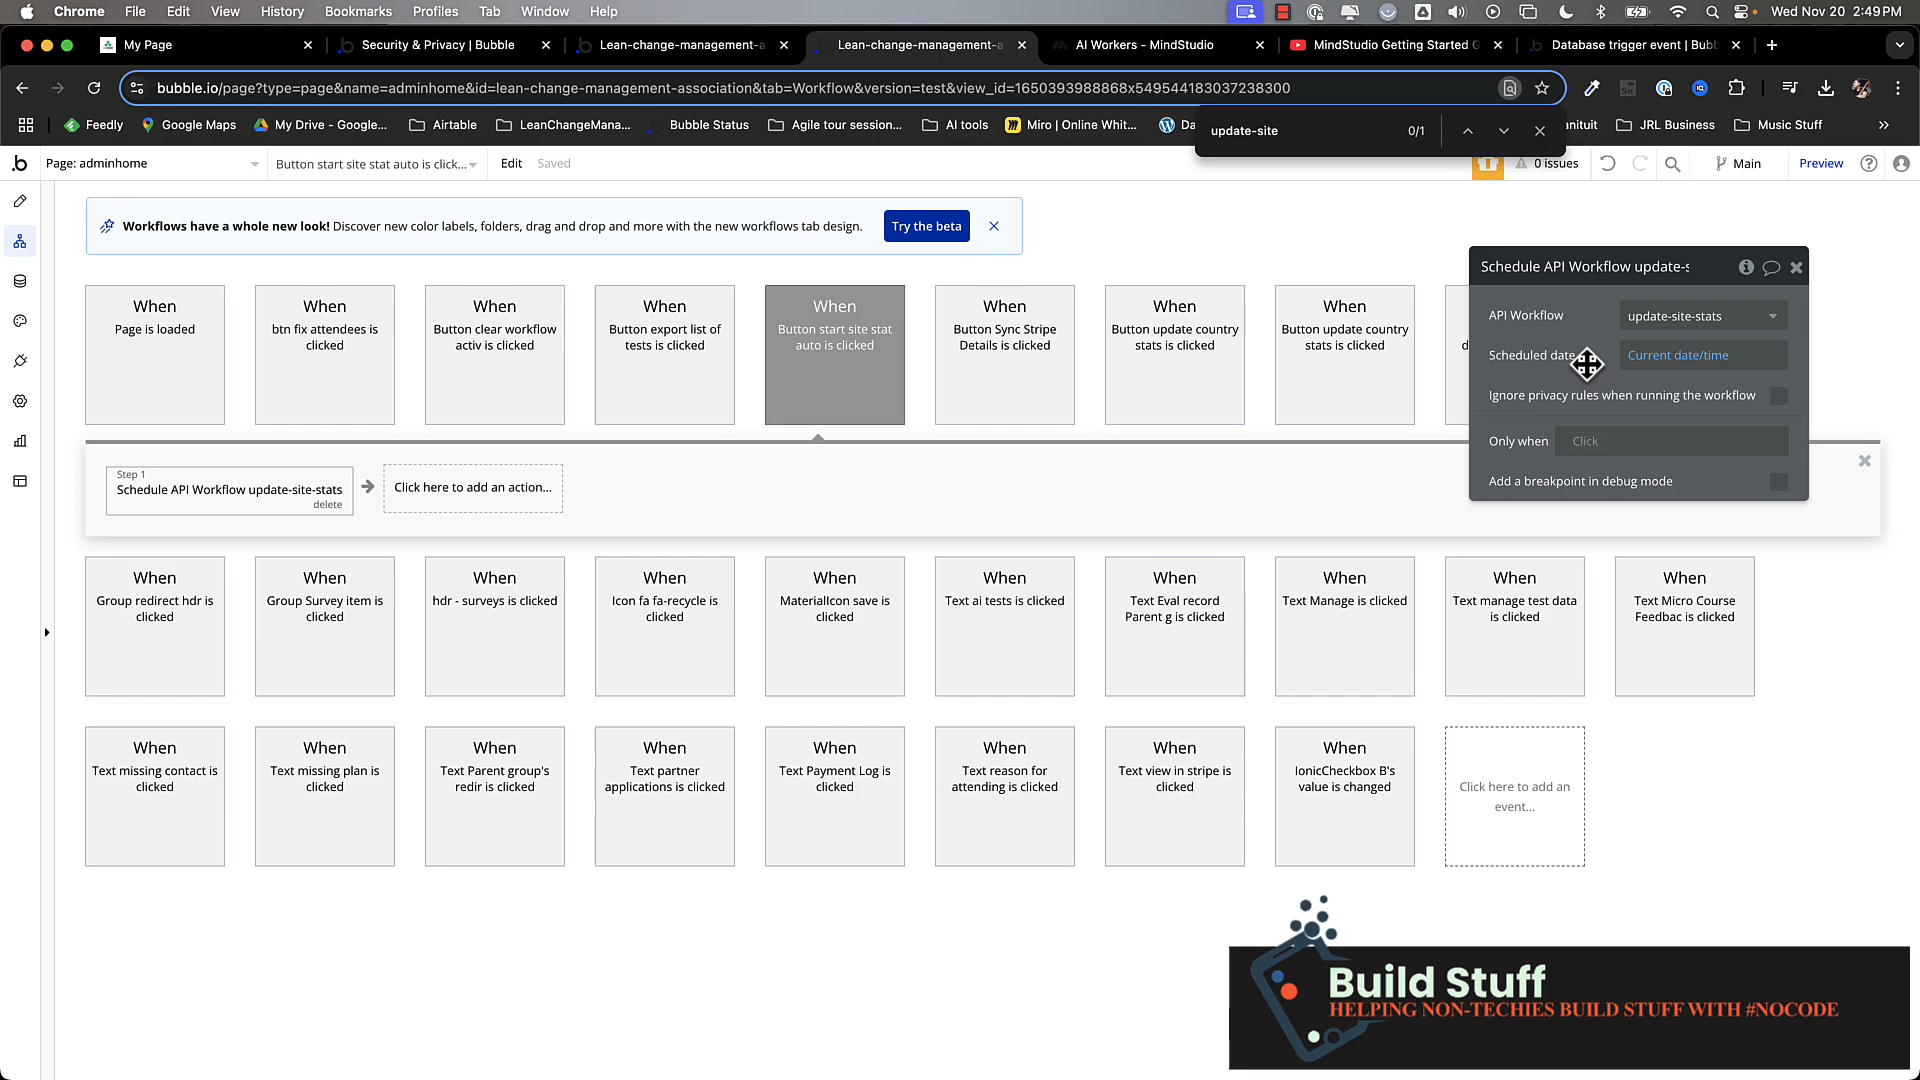 Chrome File Edit View History Bookmarks Profiles Tab Window Help Wed Nov 20 2:49 PM
My Page Security & Privacy | Bubble Lean-change-management-a Lean-change-management-a AI Workers - MindStudio MindStudio Getting Started G Database trigger event | Bubb
bubble.io/page?type=page&name=adminhome&id=lean-change-management-association&tab=Workflow&version=test&view_id=1650393988868x549544183037238300
Feedly Google Maps My Drive - Google... Airtable LeanChangeMana... Bubble Status Agile tour session... AI tools Miro | Online Whit... Da anituit JRL Business Music Stuff
update-site 0/1
Page: adminhome Button start site stat auto is click... Edit Saved 0 issues Main Preview
Workflows have a whole new look! Discover new color labels, folders, drag and drop and more with the new workflows tab design. Try the beta
When
Page is loaded
When
btn fix attendees is
clicked
When
Button clear workflow
activ is clicked
When
Button export list of
tests is clicked
When
Button start site stat
auto is clicked
When
Button Sync Stripe
Details is clicked
When
Button update country
stats is clicked
When
Button update country
stats is clicked
d
Schedule API Workflow update-s
API Workflow update-site-stats
Scheduled date Current date/time
Ignore privacy rules when running the workflow
Only when Click
Add a breakpoint in debug mode
Step 1
Schedule API Workflow update-site-stats
delete
Click here to add an action...
When
Group redirect hdr is
clicked
When
Group Survey item is
clicked
When
hdr - surveys is clicked
When
Icon fa fa-recycle is
clicked
When
MaterialIcon save is
clicked
When
Text ai tests is clicked
When
Text Eval record
Parent g is clicked
When
Text Manage is clicked
When
Text manage test data
is clicked
When
Text Micro Course
Feedbac is clicked
When
Text missing contact is
clicked
When
Text missing plan is
clicked
When
Text Parent group's
redir is clicked
When
Text partner
applications is clicked
When
Text Payment Log is
clicked
When
Text reason for
attending is clicked
When
Text view in stripe is
clicked
When
IonicCheckbox B's
value is changed
Click here to add an
event...
Build Stuff
HELPING NON-TECHIES BUILD STUFF WITH #NOCODE